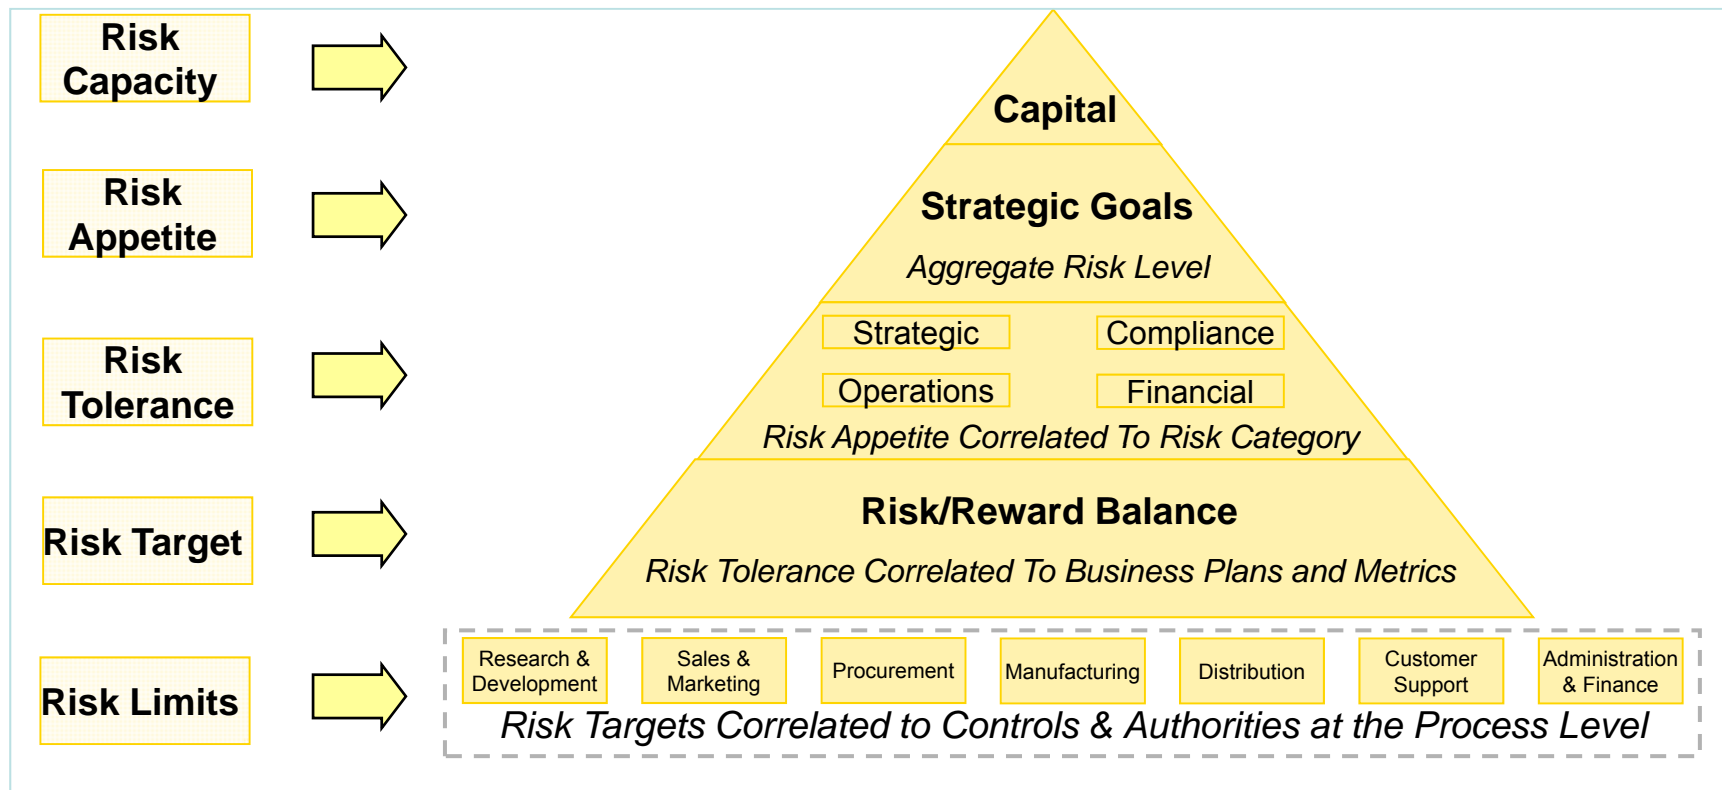 Risk
Capacity
Capital
Risk
Appetite
Strategic Goals
Aggregate Risk Level
Risk
Tolerance
Strategic
Compliance
Operations
Financial
Risk Appetite Correlated To Risk Category
Risk Target
Risk/Reward Balance
Risk Tolerance Correlated To Business Plans and Metrics
Risk Limits
Research &
Development
Sales &
Marketing
Procurement
Manufacturing
Distribution
Customer
Support
Administration
& Finance
Risk Targets Correlated to Controls & Authorities at the Process Level